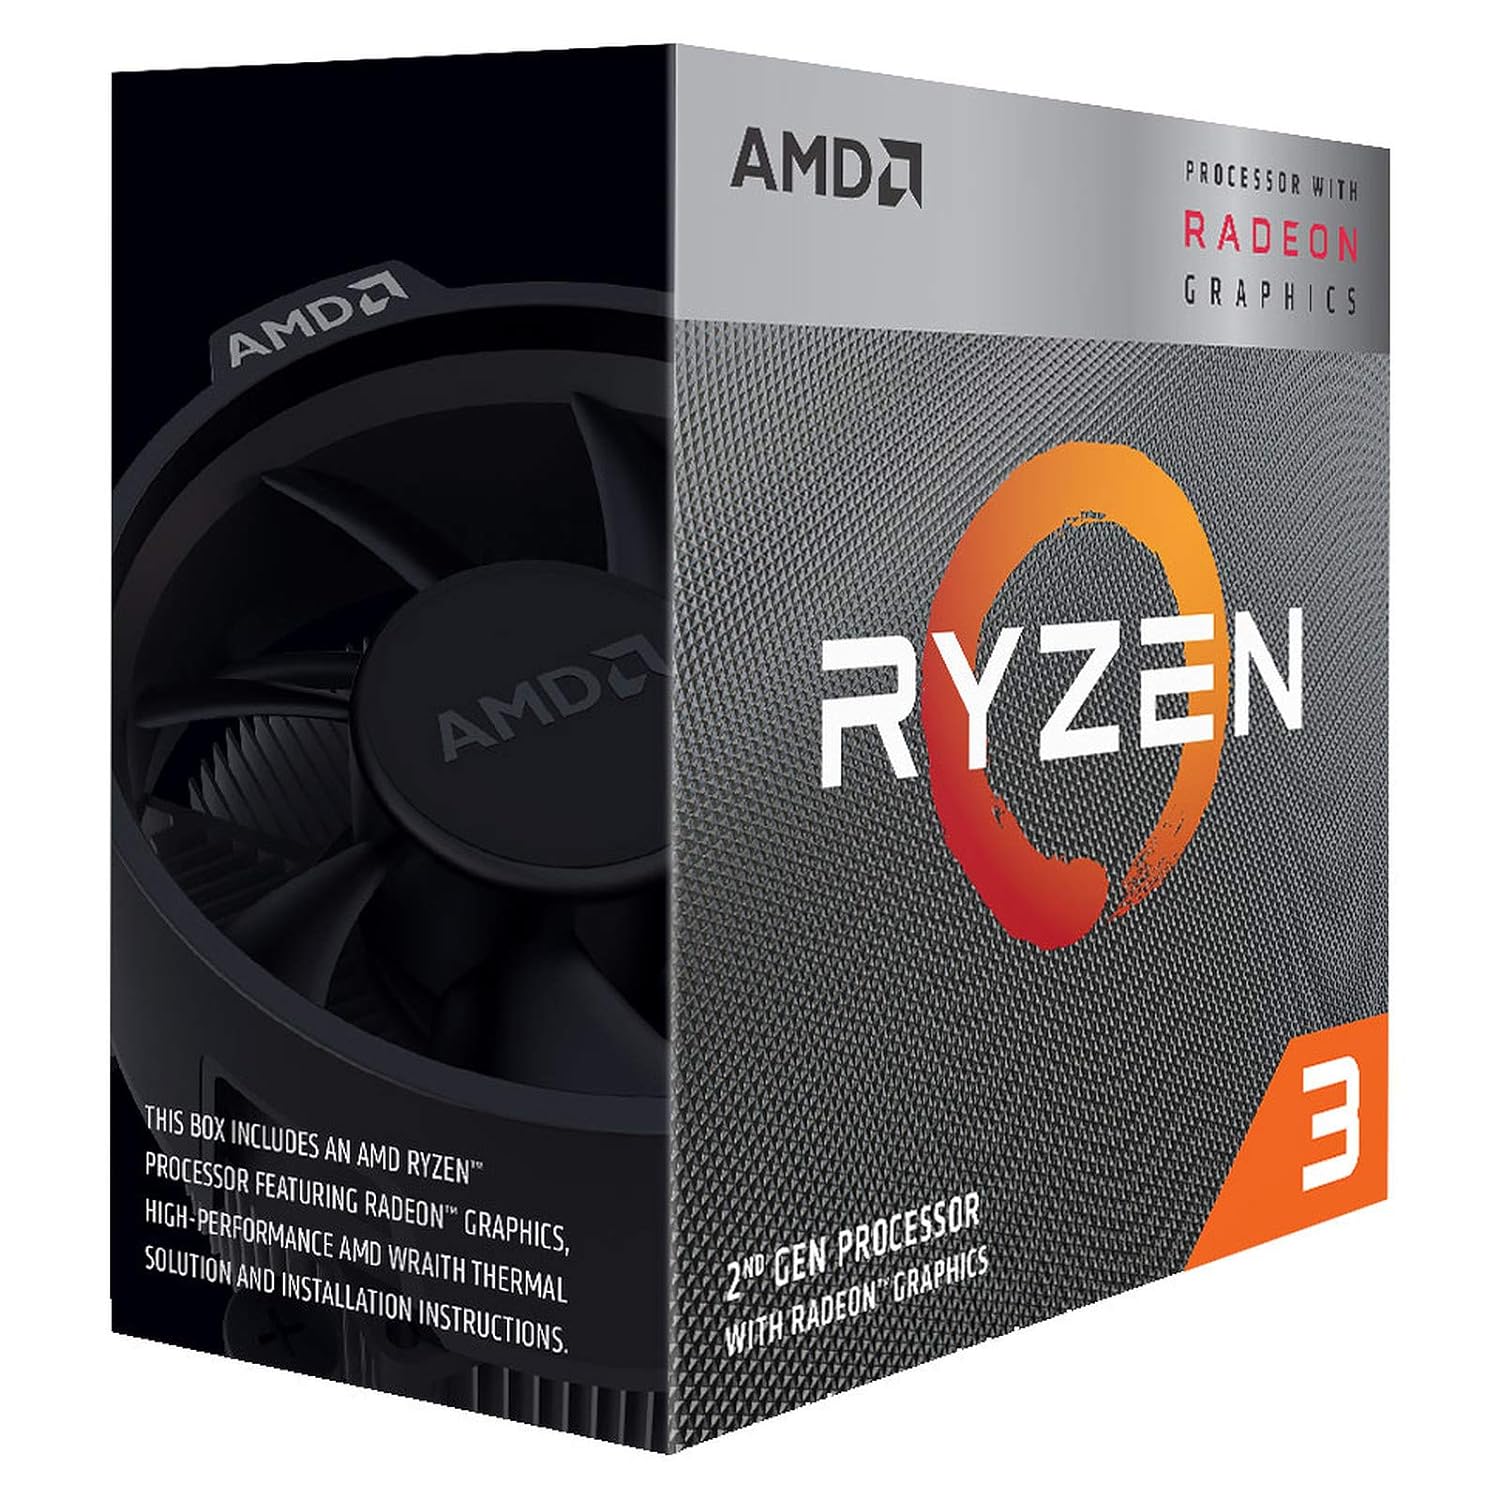 AMD
AMD
THIS BOX INCLUDES AN AMD RYZEN™
PROCESSOR FEATURING RADEON™ GRAPHICS,
HIGH-PERFORMANCE AMD WRAITH THERMAL
SOLUTION AND INSTALLATION INSTRUCTIONS.
AMD
PROCESSOR WITH
RADEON
GRAPHICS
RYZEN
3
2ND GEN PROCESSOR
WITH RADEON™ GRAPHICS